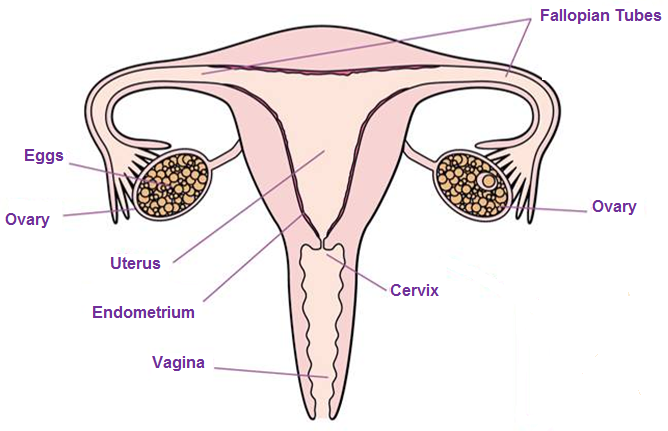 Fallopian Tubes
Eggs
Ovary
Ovary
Uterus
Cervix
Endometrium
Vagina